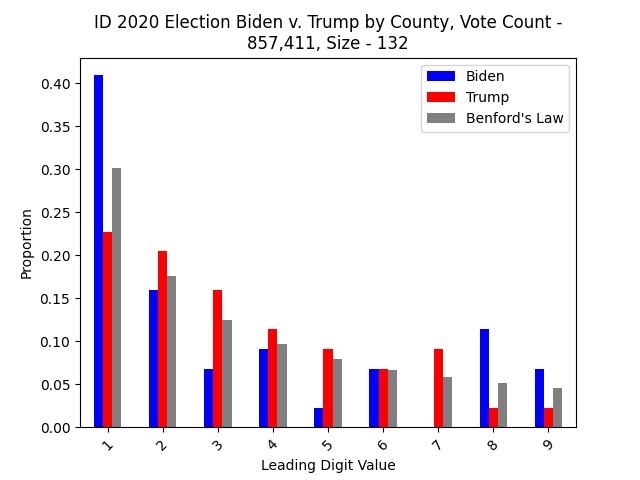 ID 2020 Election Biden v. Trump by County, Vote Count -
857,411, Size - 132
Biden
Trump
Benford's Law
Proportion
0.40
0.35
0.30
0.25
0.20
0.15
0.10
0.05
0.00
1 2 3 4 5 6 7 8 9
Leading Digit Value